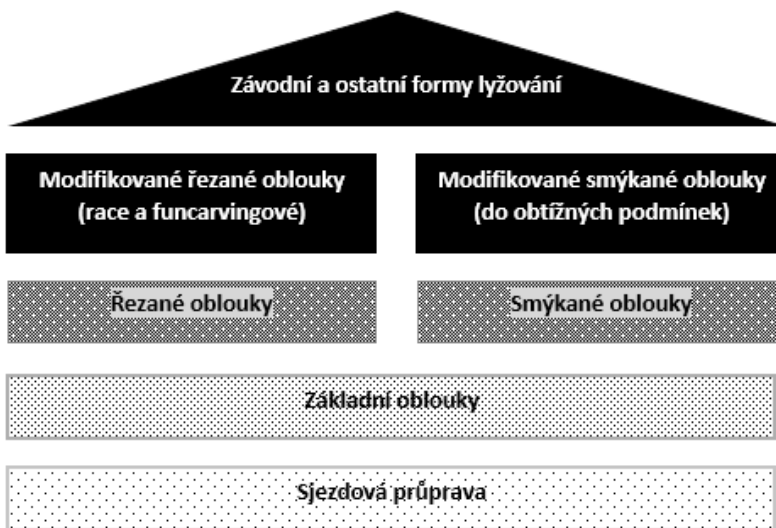 Závodní a ostatní formy lyžování
Modifikované řezané oblouky
(race a funcarvingové)
Modifikované smýkané oblouky
(do obtížných podmínek)
Řezané oblouky
Smýkané oblouky
Základní oblouky
Sjezdová průprava